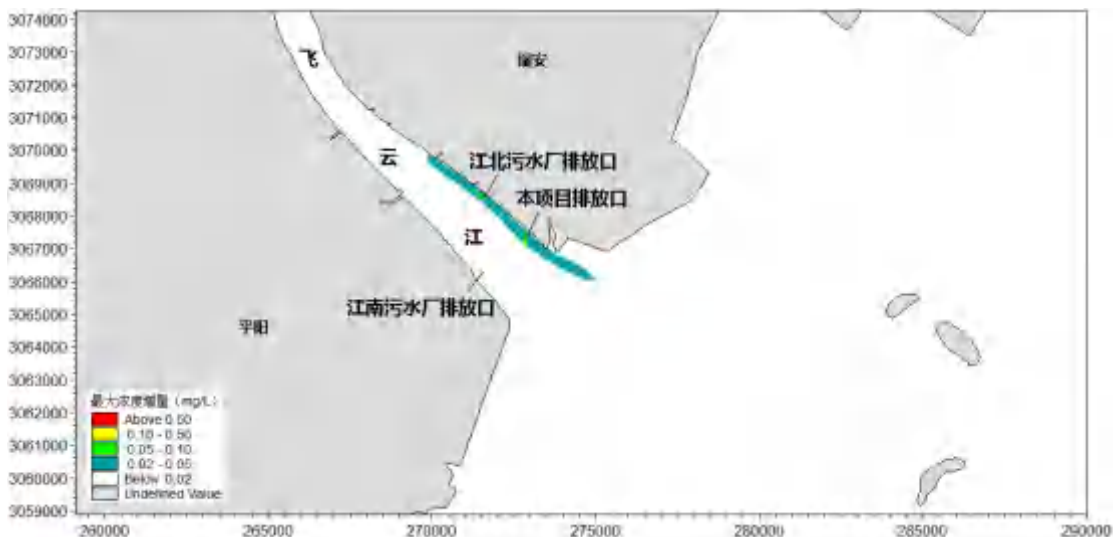 3074000
3073000
3072000
3071000
3070000
3069000
3068000
3067000
3066000
3065000
3064000
3063000
3062000
3061000
3060000
3059000
飞
云
江
瑞安
江北污水厂排放口
本项目排放口
江南污水厂排放口
平阳
最大浓度增量（mg/L）
Above 0.50
0.10 - 0.50
0.05 - 0.10
0.02 - 0.05
Below 0.02
Undefined Value
260000 265000 270000 275000 280000 285000 290000